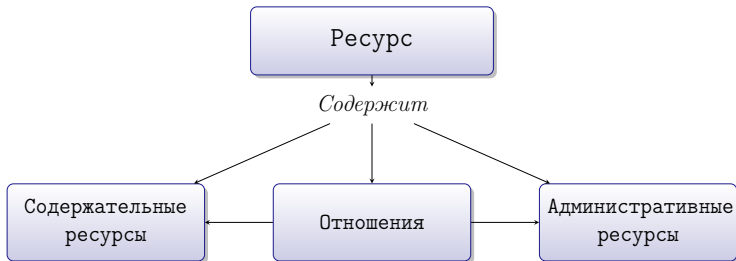 Ресурс
Содержит
Содержательные
ресурсы
Отношения
Административные
ресурсы